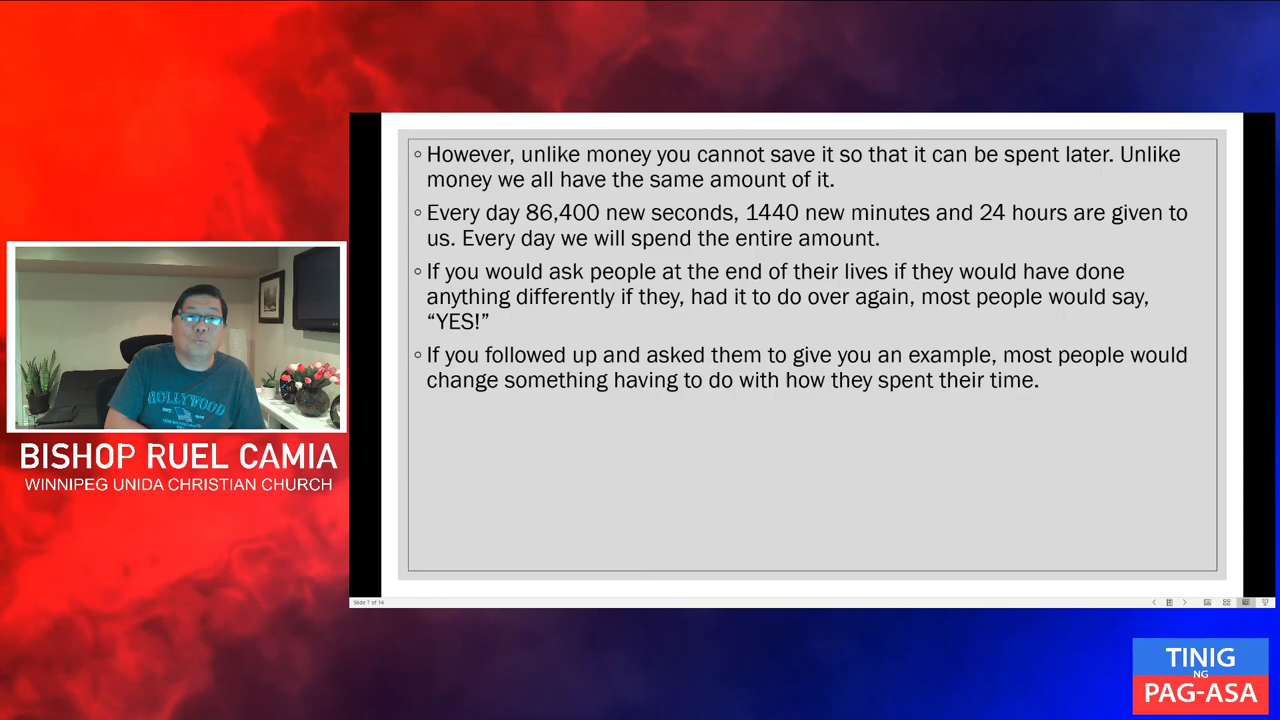 ◦ However, unlike money you cannot save it so that it can be spent later. Unlike
money we all have the same amount of it.
◦ Every day 86,400 new seconds, 1440 new minutes and 24 hours are given to
us. Every day we will spend the entire amount.
◦ If you would ask people at the end of their lives if they would have done
anything differently if they, had it to do over again, most people would say,
“YES!”
◦ If you followed up and asked them to give you an example, most people would
change something having to do with how they spent their time.
HOLLYWOOD
BISHOP RUEL CAMIA
WINNIPEG UNIDA CHRISTIAN CHURCH
Slide 7 of 14
TINIG
NG
PAG-ASA